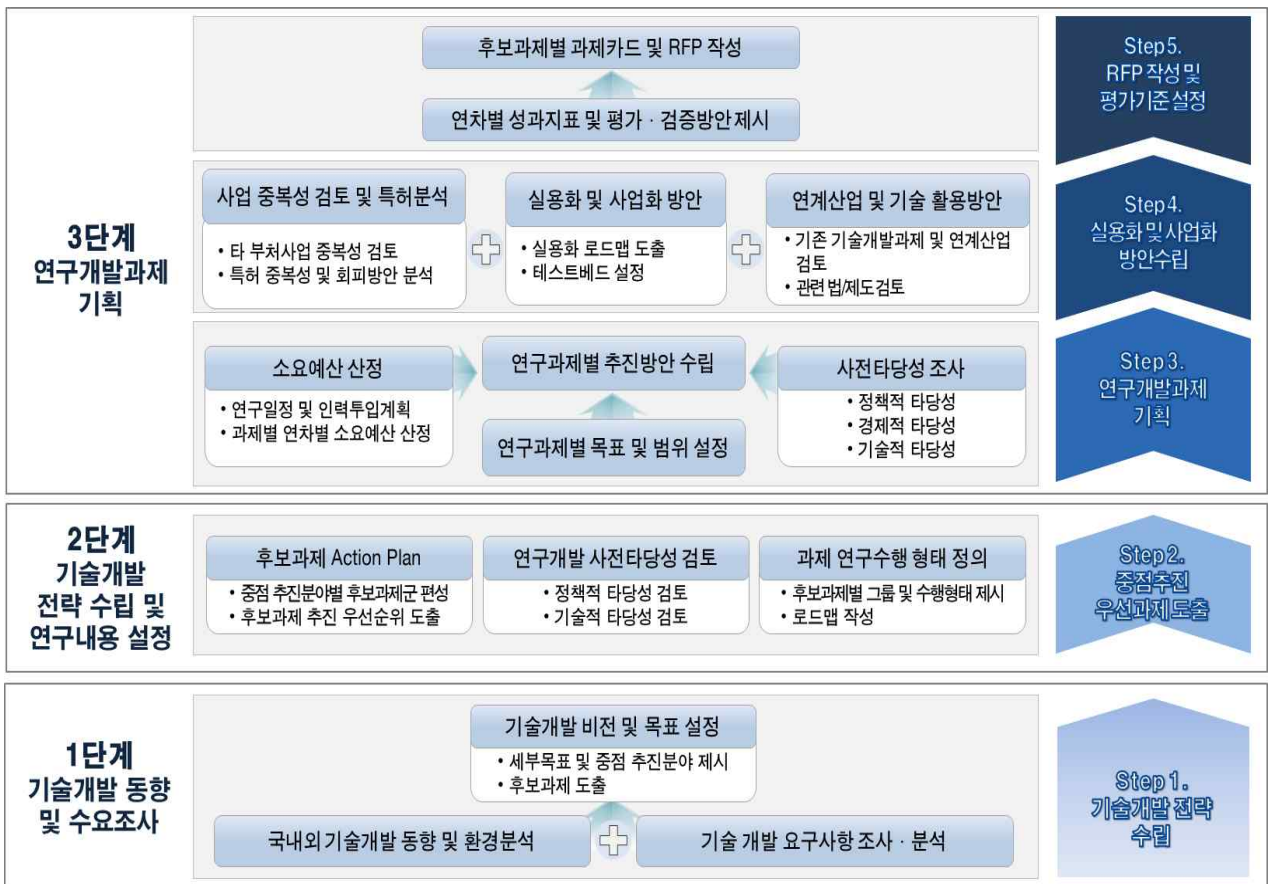 후보과제별 과제카드 및 RFP 작성
연차별 성과지표 및 평가 · 검증방안 제시
Step 5.
RFP 작성 및
평가기준 설정
3단계
연구개발과제
기획
사업 중복성 검토 및 특허분석
• 타 부처사업 중복성 검토
• 특허 중복성 및 회피방안 분석
실용화 및 사업화 방안
• 실용화 로드맵 도출
• 테스트베드 설정
연계산업 및 기술 활용방안
• 기존 기술개발과제 및 연계산업
검토
• 관련 법/제도 검토
Step 4.
실용화 및 사업화
방안수립
소요예산 산정
• 연구일정 및 인력투입계획
• 과제별 연차별 소요예산 산정
연구과제별 추진방안 수립
연구과제별 목표 및 범위 설정
사전타당성 조사
• 정책적 타당성
• 경제적 타당성
• 기술적 타당성
Step 3.
연구개발과제
기획
2단계
기술개발
전략 수립 및
연구내용 설정
후보과제 Action Plan
• 중점 추진분야별 후보과제군 편성
• 후보과제 추진 우선순위 도출
연구개발 사전타당성 검토
• 정책적 타당성 검토
• 기술적 타당성 검토
과제 연구수행 형태 정의
• 후보과제별 그룹 및 수행형태 제시
• 로드맵 작성
Step 2.
중점추진
우선과제 도출
1단계
기술개발 동향
및 수요조사
기술개발 비전 및 목표 설정
• 세부목표 및 중점 추진분야 제시
• 후보과제 도출
국내외 기술개발 동향 및 환경분석
기술 개발 요구사항 조사 · 분석
Step 1.
기술개발 전략
수립